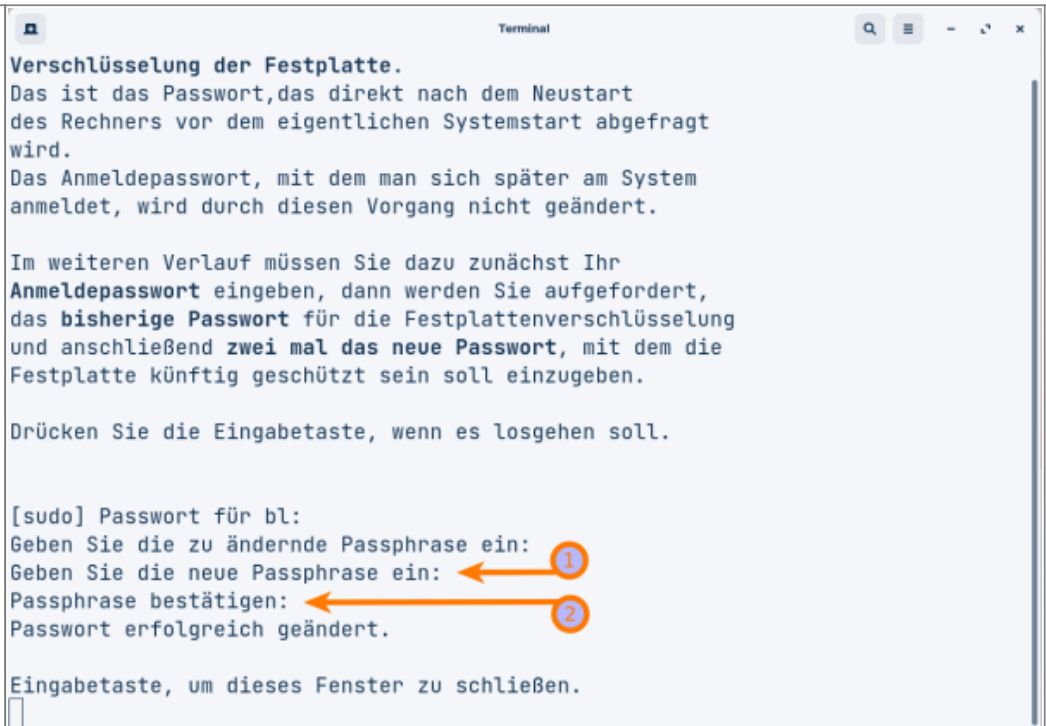 Terminal
Verschlüsselung der Festplatte.
Das ist das Passwort,das direkt nach dem Neustart
des Rechners vor dem eigentlichen Systemstart abgefragt
wird.
Das Anmeldepasswort, mit dem man sich später am System
anmeldet, wird durch diesen Vorgang nicht geändert.
Im weiteren Verlauf müssen Sie dazu zunächst Ihr
Anmeldepasswort eingeben, dann werden Sie aufgefordert,
das bisherige Passwort für die Festplattenverschlüsselung
und anschließend zwei mal das neue Passwort, mit dem die
Festplatte künftig geschützt sein soll einzugeben.
Drücken Sie die Eingabetaste, wenn es losgehen soll.
[sudo] Passwort für bl:
Geben Sie die zu ändernde Passphrase ein:
Geben Sie die neue Passphrase ein: 1
Passphrase bestätigen: 2
Passwort erfolgreich geändert.
Eingabetaste, um dieses Fenster zu schließen.